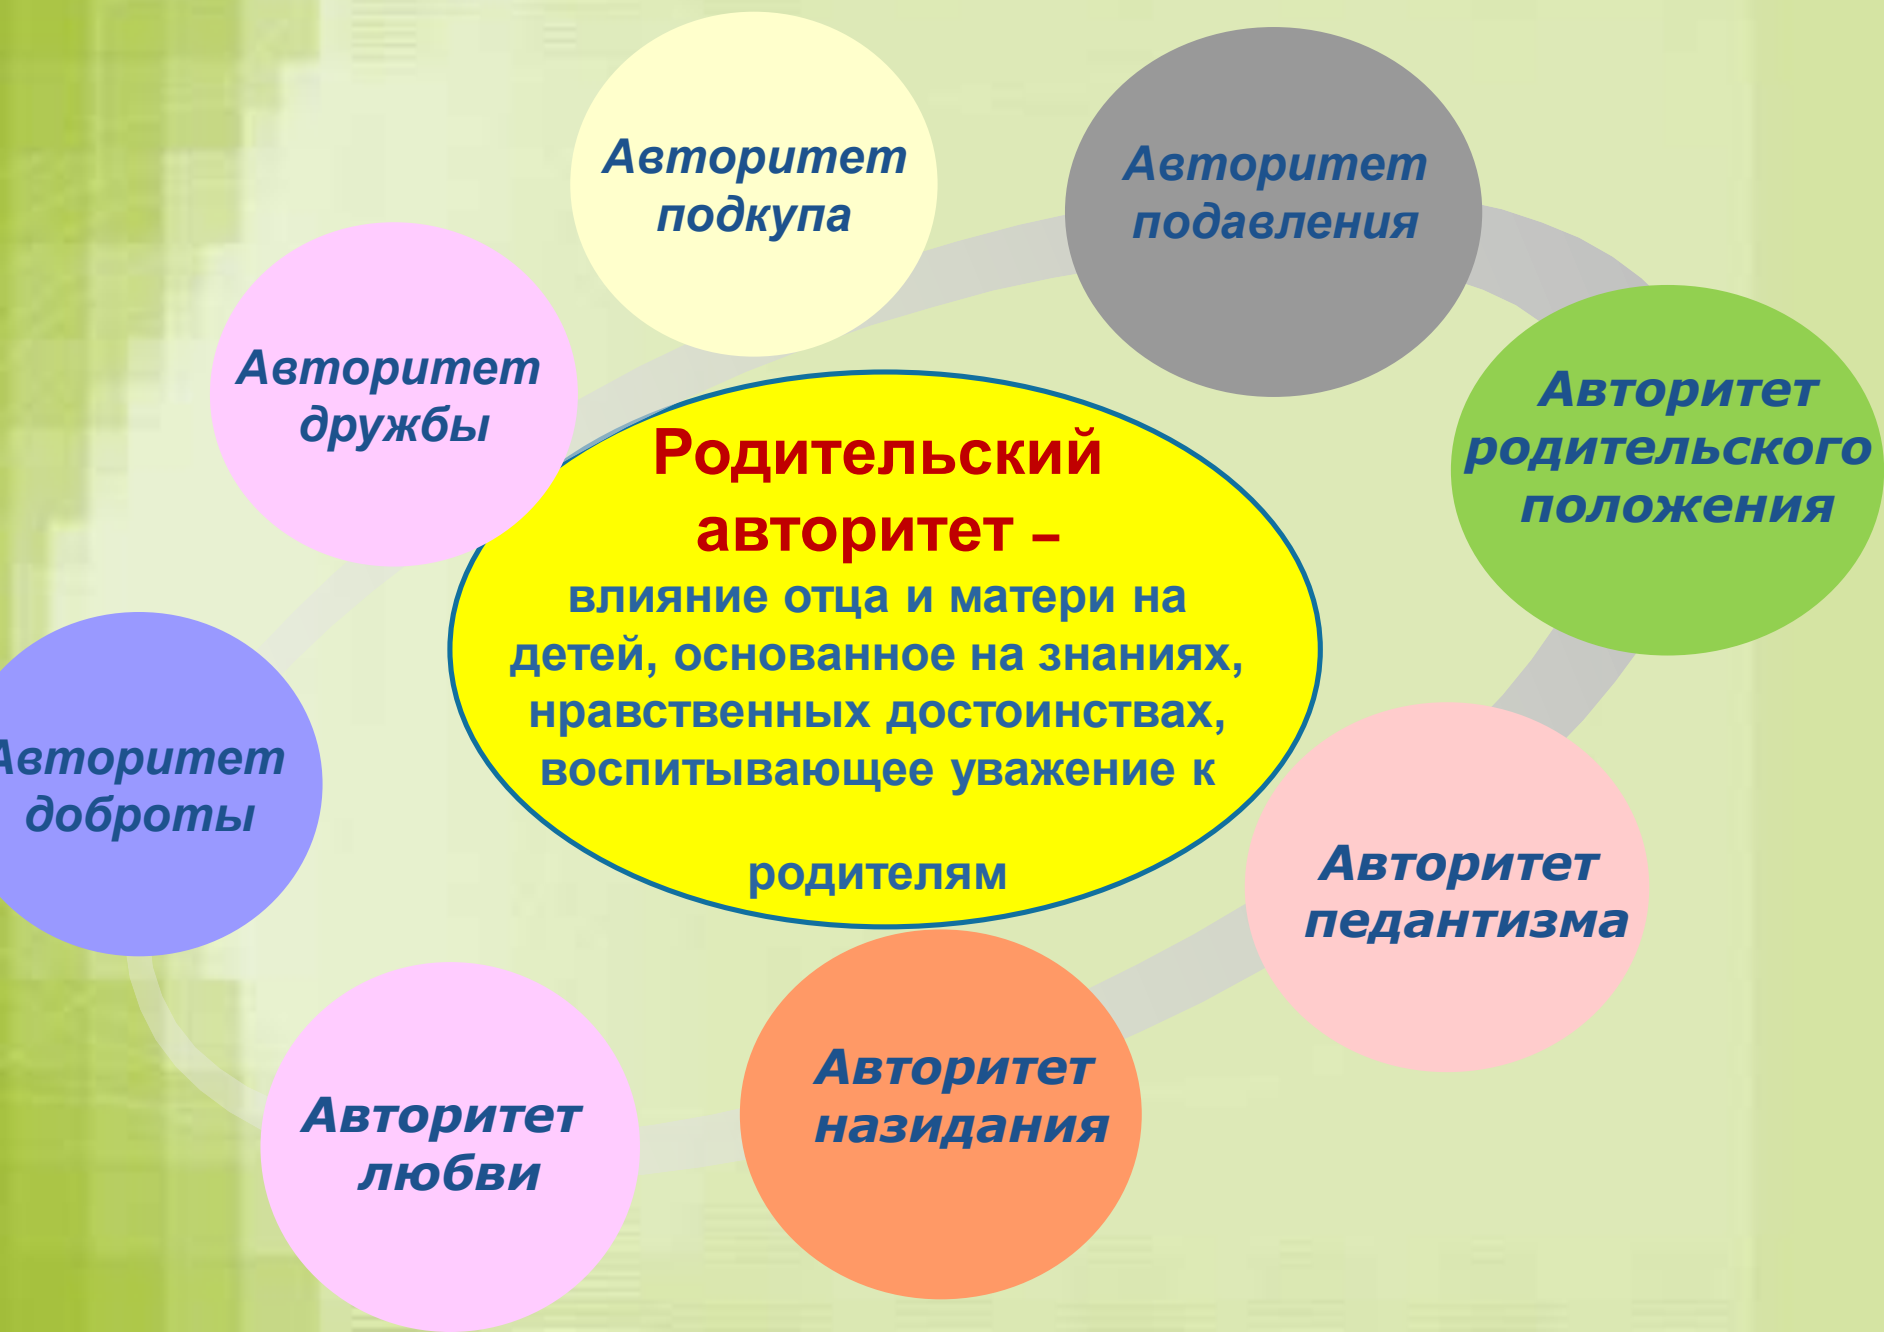 Авторитет
подкупа
Авторитет
подавления
Авторитет
дружбы
Авторитет
родительского
положения
Родительский
авторитет –
влияние отца и матери на
детей, основанное на знаниях,
нравственных достоинствах,
воспитывающее уважение к
родителям
Авторитет
доброты
Авторитет
педантизма
Авторитет
назидания
Авторитет
любви